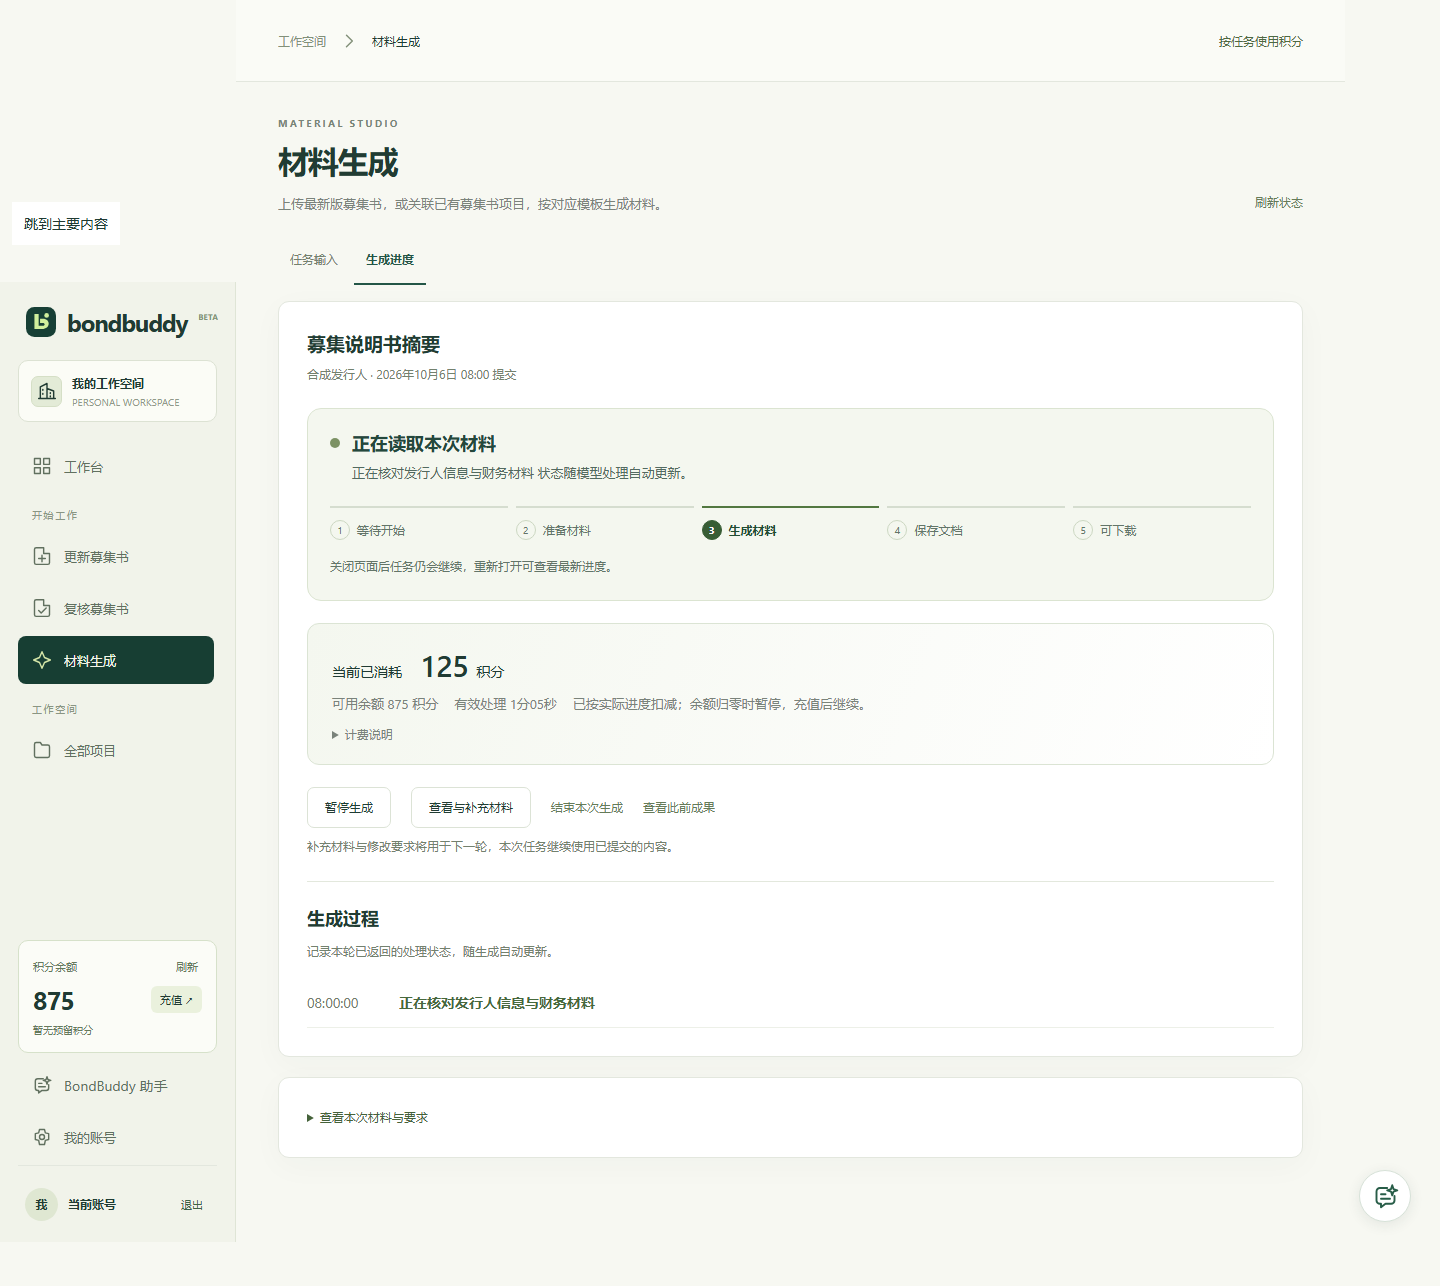 工作空间
材料生成
按任务使用积分
MATERIAL STUDIO
材料生成
上传最新版募集书，或关联已有募集书项目，按对应模板生成材料。
刷新状态
跳到主要内容
任务输入
生成进度
bondbuddy BETA
我的工作空间
PERSONAL WORKSPACE
工作台
开始工作
更新募集书
复核募集书
材料生成
工作空间
全部项目
积分余额
刷新
875
充值↗
暂无预留积分
BondBuddy 助手
我的账号
我
当前账号
退出
募集说明书摘要
合成发行人 · 2026年10月6日 08:00 提交
正在读取本次材料
正在核对发行人信息与财务材料 状态随模型处理自动更新。
1 等待开始
2 准备材料
3 生成材料
4 保存文档
5 可下载
关闭页面后任务仍会继续，重新打开可查看最新进度。
当前已消耗 125 积分
可用余额 875 积分 有效处理 1分05秒 已按实际进度扣减；余额归零时暂停，充值后继续。
计费说明
暂停生成
查看与补充材料
结束本次生成
查看此前成果
补充材料与修改要求将用于下一轮，本次任务继续使用已提交的内容。
生成过程
记录本轮已返回的处理状态，随生成自动更新。
08:00:00 正在核对发行人信息与财务材料
查看本次材料与要求